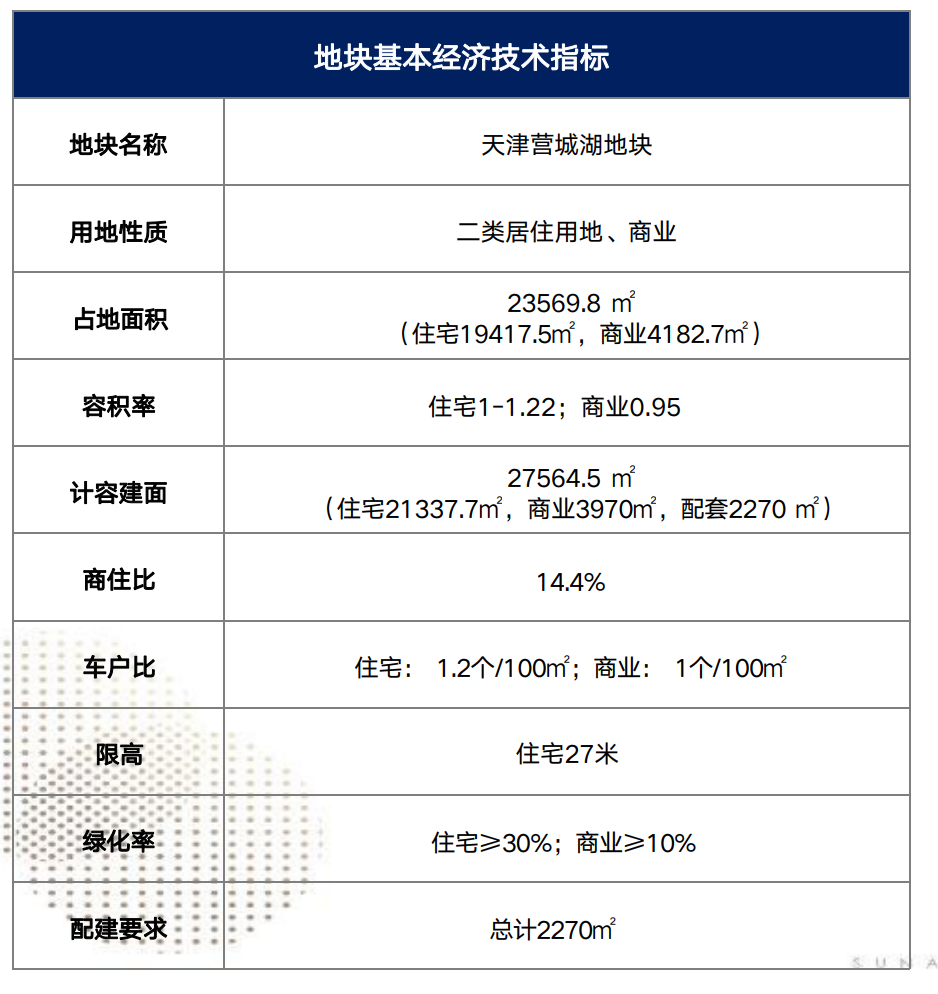 地块基本经济技术指标
地块名称
天津营城湖地块
用地性质
二类居住用地、商业
占地面积
23569.8 ㎡
（住宅19417.5㎡，商业4182.7㎡）
容积率
住宅1-1.22；商业0.95
计容建面
27564.5 ㎡
（住宅21337.7㎡，商业3970㎡，配套2270 ㎡）
商住比
14.4%
车户比
住宅： 1.2个/100㎡；商业： 1个/100㎡
限高
住宅27米
绿化率
住宅≥30%；商业≥10%
配建要求
总计2270㎡
SUNA